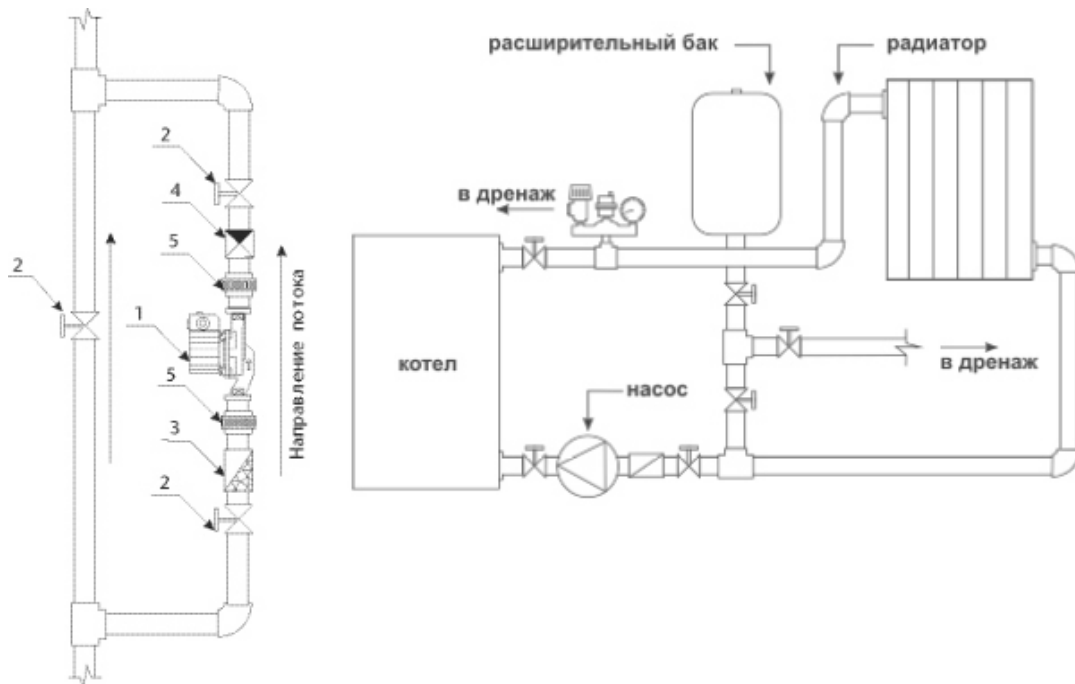 2
4
5
2
1
5
3
2
Направление потока
расширительный бак
радиатор
в дренаж
котел
в дренаж
насос